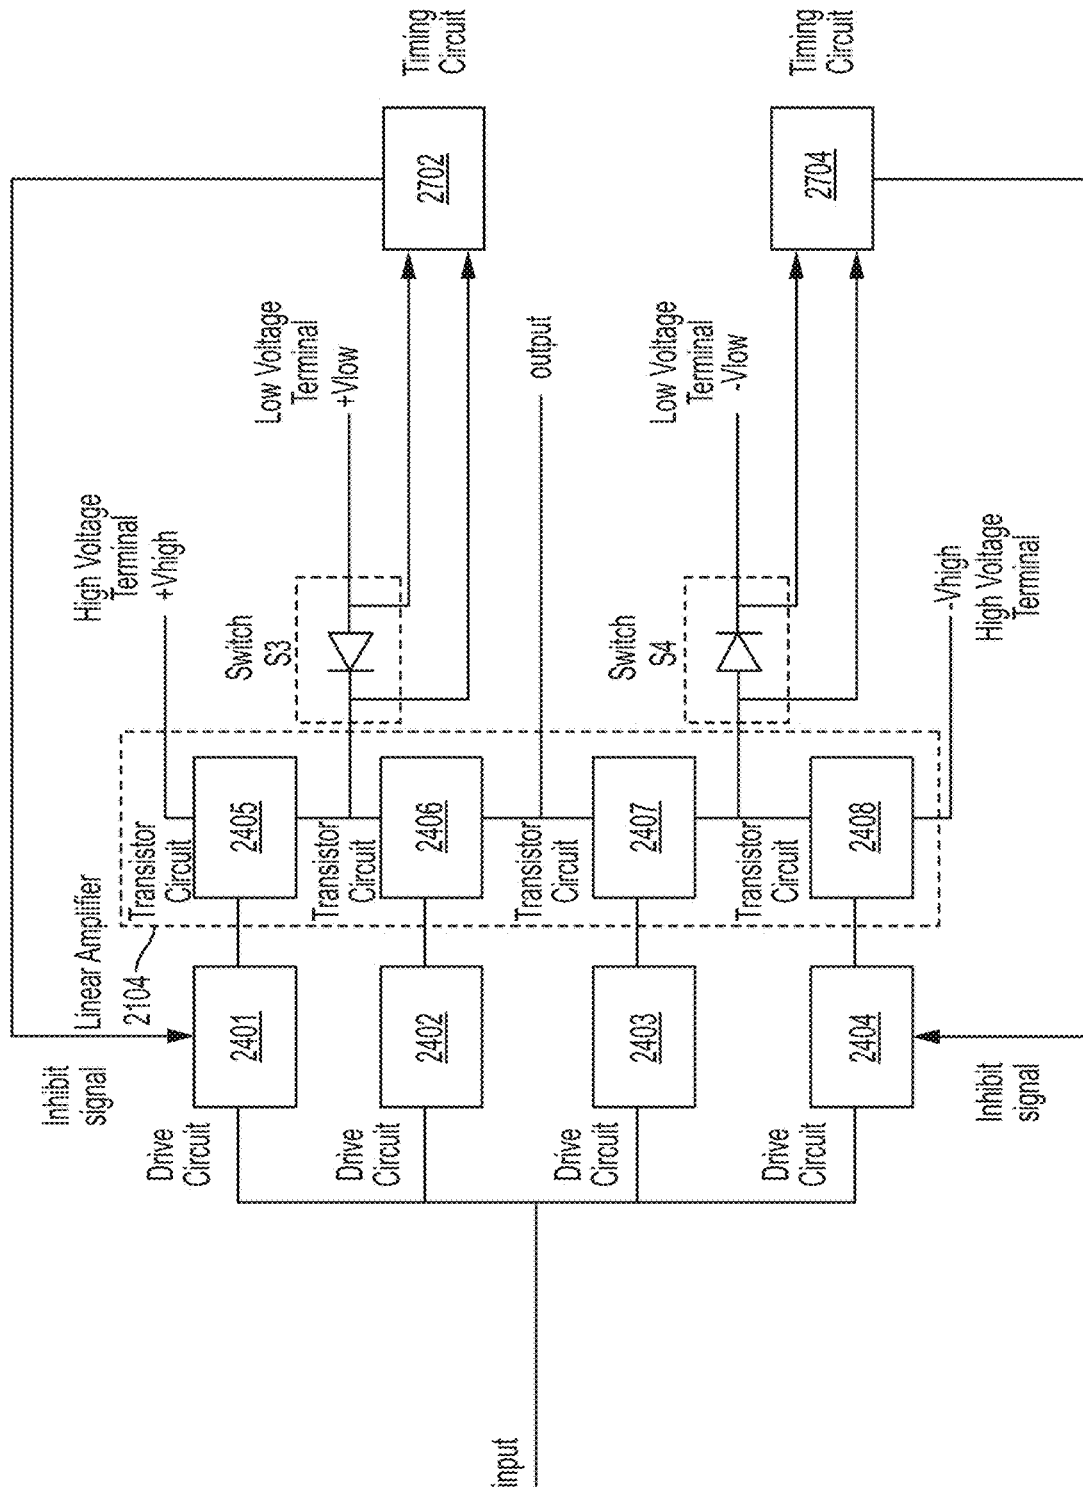 Timing
Circuit
2702
Timing
Circuit
2704
Low Voltage
Terminal
+Vlow
output
Low Voltage
Terminal
-Vlow
High Voltage
Terminal
+Vhigh
Switch
S3
Switch
S4
-Vhigh
High Voltage
Terminal
Linear Amplifier
2104
Transistor
Circuit
2405
Transistor
Circuit
2406
Transistor
Circuit
2407
Transistor
Circuit
2408
Inhibit
signal
2401
2402
2403
2404
Inhibit
signal
Drive
Circuit
Drive
Circuit
Drive
Circuit
Drive
Circuit
input